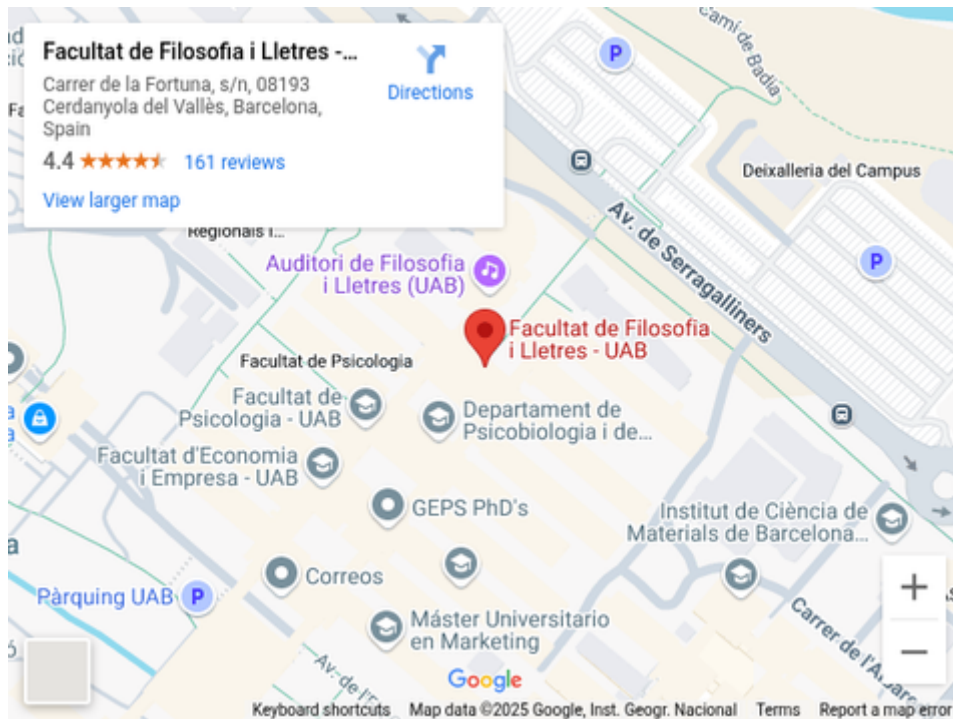 Facultat de Filosofia i Lletres -...
Carrer de la Fortuna, s/n, 08193
Cerdanyola del Vallès, Barcelona,
Spain
4.4
161 reviews
View larger map
Directions
Camí de Badia
P
Deixalleria del Campus
Av. de Serragalliners
P
Regionals i...
Auditori de Filosofia
i Lletres (UAB)
Facultat de Filosofia
i Lletres - UAB
Facultat de Psicologia
Facultat de
Psicologia - UAB
Departament de
Psicobiologia i de...
Facultat d'Economia
i Empresa - UAB
GEPS PhD's
Institut de Ciència de
Materials de Barcelona...
Correos
Pàrquing UAB
P
Máster Universitario
en Marketing
Carrer de
+
−
Google
Keyboard shortcuts
Map data ©2025 Google, Inst. Geogr. Nacional
Terms
Report a map error